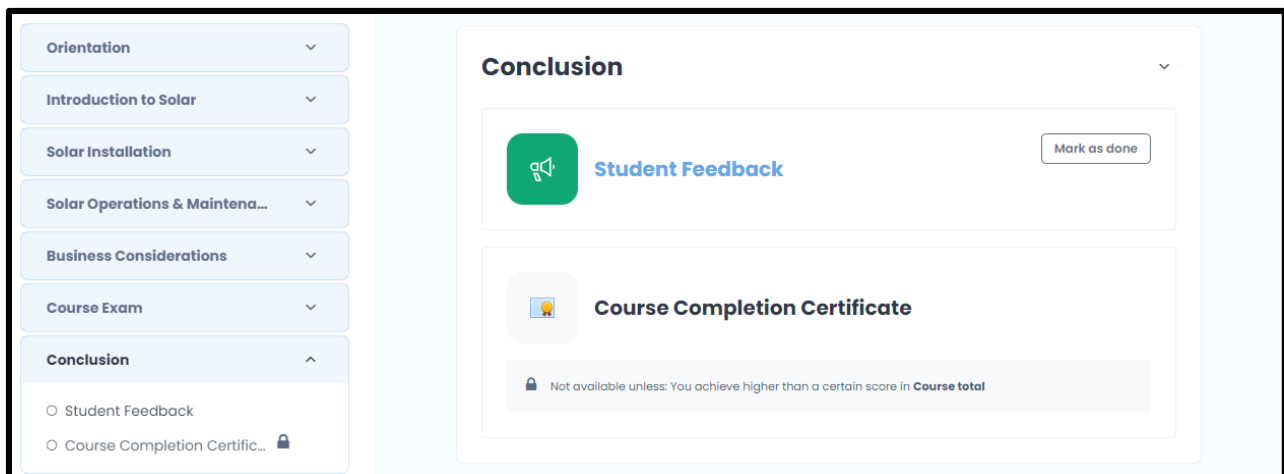 Orientation
Introduction to Solar
Solar Installation
Solar Operations & Maintena...
Business Considerations
Course Exam
Conclusion
Student Feedback
Course Completion Certific...
Conclusion
Student Feedback
Mark as done
Course Completion Certificate
Not available unless: You achieve higher than a certain score in Course total